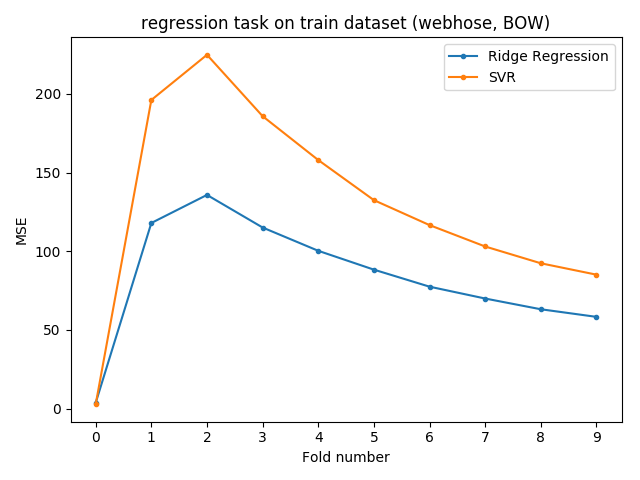 regression task on train dataset (webhose, BOW)
Ridge Regression
SVR
MSE
200
150
100
50
0
0 1 2 3 4 5 6 7 8 9
Fold number